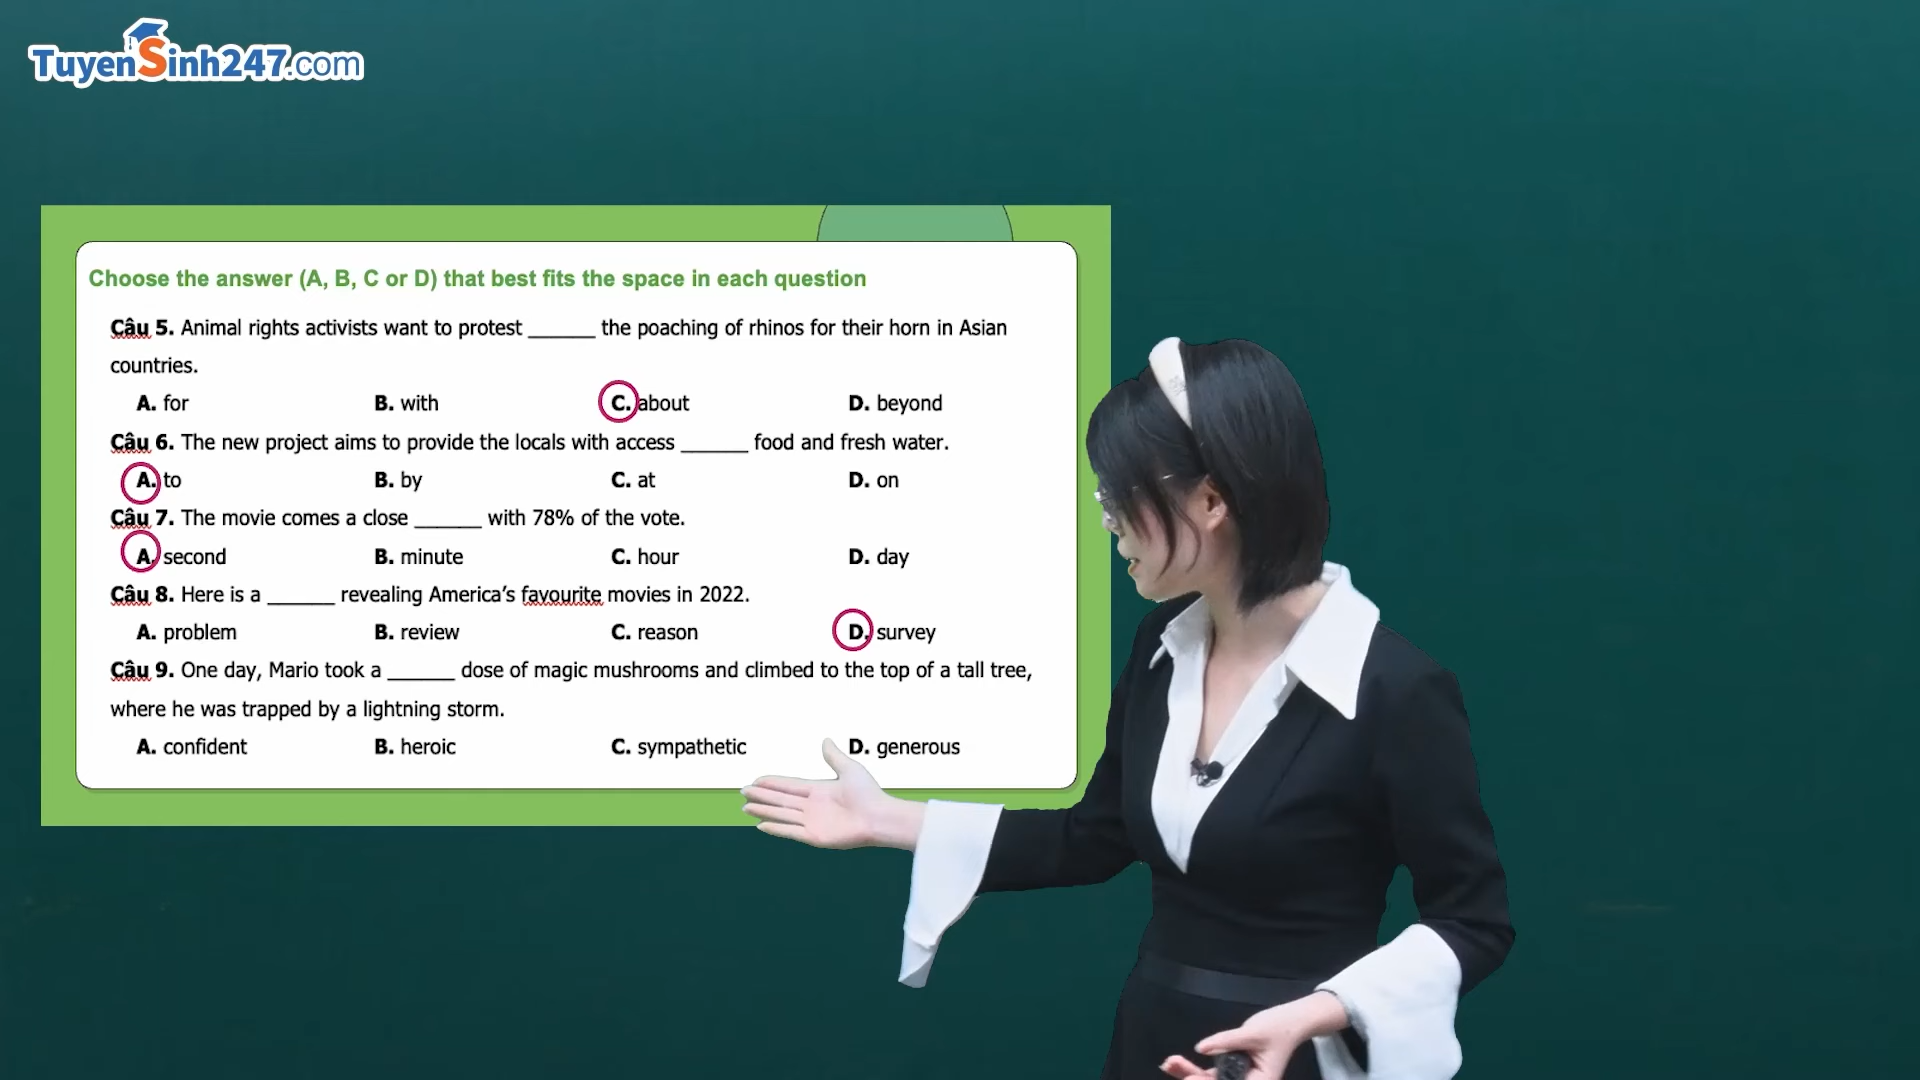 TuyenSinh247.com
Choose the answer (A, B, C or D) that best fits the space in each question
Câu 5. Animal rights activists want to protest ______ the poaching of rhinos for their horn in Asian
countries.
A. for B. with C. about D. beyond
Câu 6. The new project aims to provide the locals with access ______ food and fresh water.
A. to B. by C. at D. on
Câu 7. The movie comes a close ______ with 78% of the vote.
A. second B. minute C. hour D. day
Câu 8. Here is a ______ revealing America’s favourite movies in 2022.
A. problem B. review C. reason D. survey
Câu 9. One day, Mario took a ______ dose of magic mushrooms and climbed to the top of a tall tree,
where he was trapped by a lightning storm.
A. confident B. heroic C. sympathetic D. generous